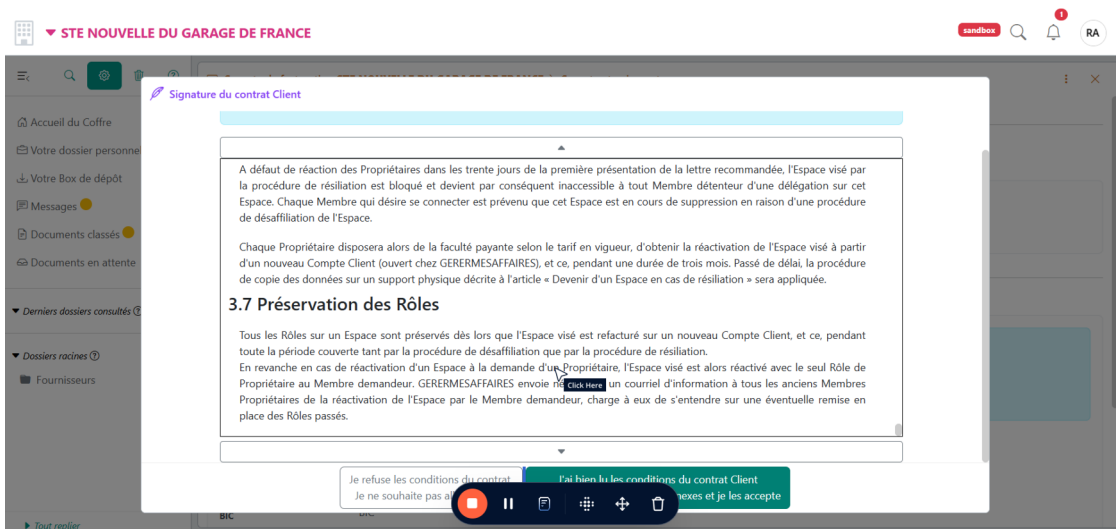 STE NOUVELLE DU GARAGE DE FRANCE
sandbox
1
RA
Signature du contrat Client
Accueil du Coffre
Votre dossier personnel
Votre Box de dépôt
Messages
Documents classés
Documents en attente
Derniers dossiers consultés
Dossiers racines
Fournisseurs
Tout replier
A défaut de réaction des Propriétaires dans les trente jours de la première présentation de la lettre recommandée, l'Espace visé par
la procédure de résiliation est bloqué et devient par conséquent inaccessible à tout Membre détenteur d'une délégation sur cet
Espace. Chaque Membre qui désire se connecter est prévenu que cet Espace est en cours de suppression en raison d'une procédure
de désaffiliation de l'Espace.
Chaque Propriétaire disposera alors de la faculté payante selon le tarif en vigueur, d'obtenir la réactivation de l'Espace visé à partir
d'un nouveau Compte Client (ouvert chez GERERMESAFFAIRES), et ce, pendant une durée de trois mois. Passé de délai, la procédure
de copie des données sur un support physique décrite à l'article « Devenir d'un Espace en cas de résiliation » sera appliquée.
3.7 Préservation des Rôles
Tous les Rôles sur un Espace sont préservés dès lors que l'Espace visé est refacturé sur un nouveau Compte Client, et ce, pendant
toute la période couverte tant par la procédure de désaffiliation que par la procédure de résiliation.
En revanche en cas de réactivation d'un Espace à la demande d'un Propriétaire, l'Espace visé est alors réactivé avec le seul Rôle de
Propriétaire au Membre demandeur. GERERMESAFFAIRES envoie un courriel d'information à tous les anciens Membres
Click Here
Propriétaires de la réactivation de l'Espace par le Membre demandeur, charge à eux de s'entendre sur une éventuelle remise en
place des Rôles passés.
Je refuse les conditions du contrat
Je ne souhaite pas
J'ai bien lu les conditions du contrat Client
et je les accepte
BIC